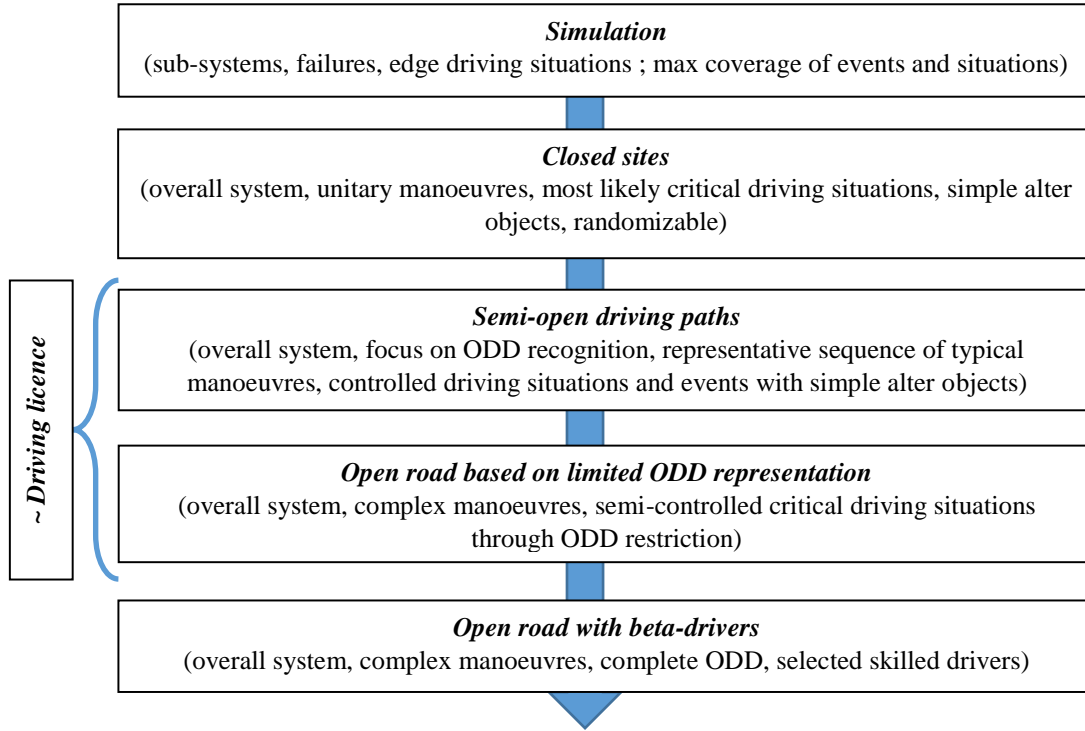 Simulation
(sub-systems, failures, edge driving situations ; max coverage of events and situations)
Closed sites
(overall system, unitary manoeuvres, most likely critical driving situations, simple alter
objects, randomizable)
~ Driving licence
Semi-open driving paths
(overall system, focus on ODD recognition, representative sequence of typical
manoeuvres, controlled driving situations and events with simple alter objects)
Open road based on limited ODD representation
(overall system, complex manoeuvres, semi-controlled critical driving situations
through ODD restriction)
Open road with beta-drivers
(overall system, complex manoeuvres, complete ODD, selected skilled drivers)